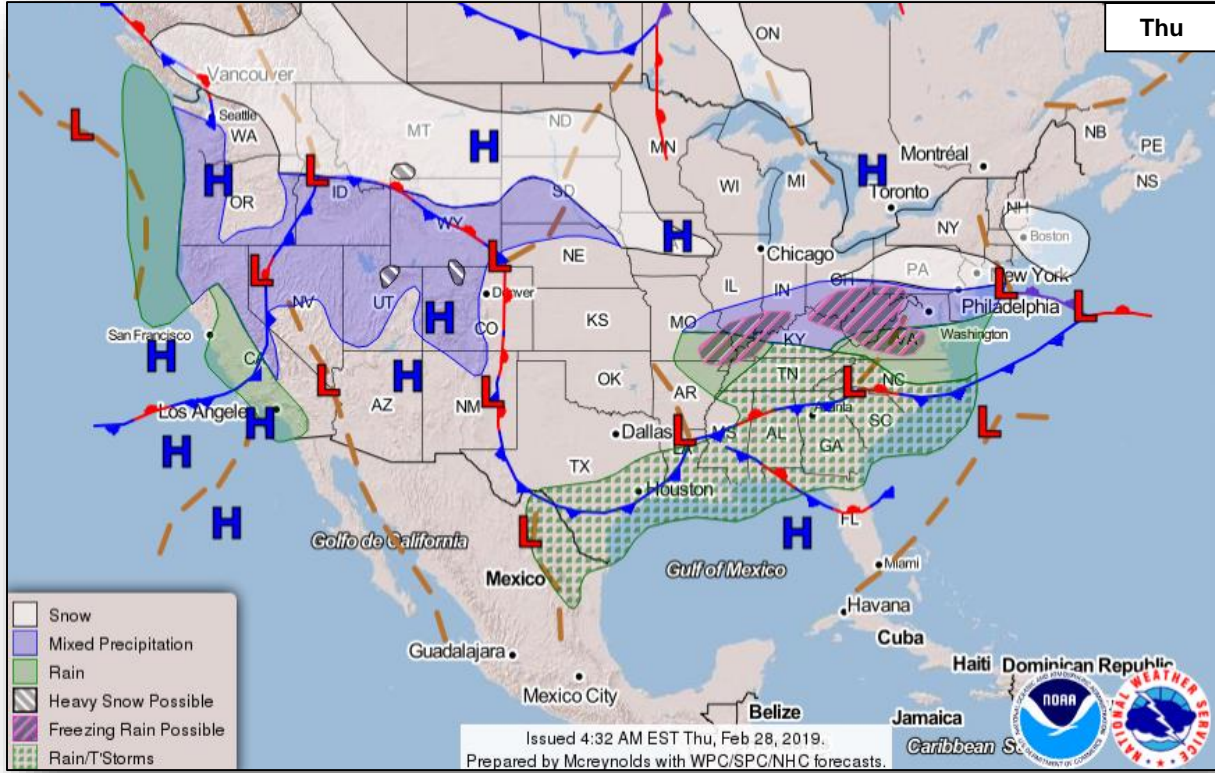 Thu
ON
Vancouver
Seattle
WA
MT
ND
MN
Montréal
NB
PE
NS
H
L
H
H
L
H
OR
ID
SD
WI
MI
Toronto
NH
NY
Boston
WY
H
L
L
NE
Chicago
PA
New York
L
L
NV
UT
H
Denver
CO
IL
IN
OH
Philadelphia
San Francisco
H
CA
KS
MO
KY
VA
Washington
L
H
L
OK
TN
L
NC
AR
Los Angele
H
AZ
NM
Atlanta
SC
L
H
Dallas
L
LA
MS
AL
GA
TX
Houston
H
L
H
FL
Golfo de California
Mexico
Gulf of Mexico
Miami
Havana
Cuba
Guadalajara
Haiti
Dominican Republic
Mexico City
Belize
Jamaica
Caribbean S
Snow
Mixed Precipitation
Rain
Heavy Snow Possible
Freezing Rain Possible
Rain/T'Storms
Issued 4:32 AM EST Thu, Feb 28, 2019.
Prepared by Mcreynolds with WPC/SPC/NHC forecasts.
NOAA
NATIONAL WEATHER SERVICE